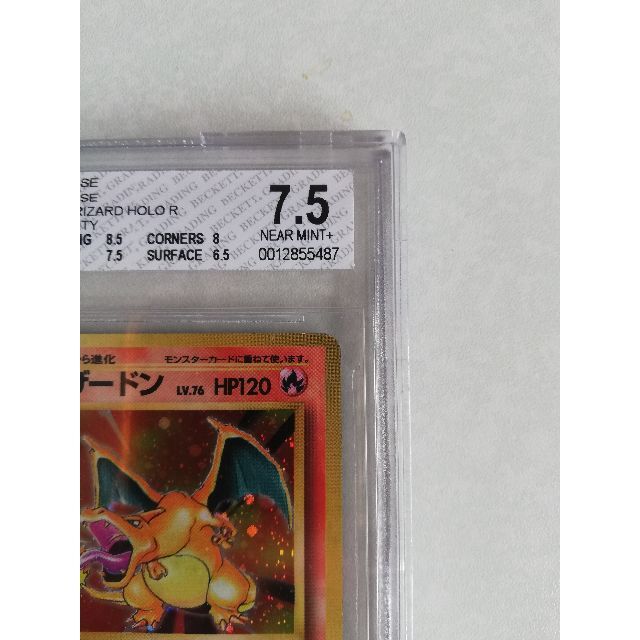 SE
SE
RIZARD HOLO R
TY
NG 8.5 CORNERS 8
7.5 SURFACE 6.5
7.5
NEAR MINT+
0012855487
BECKETT GRADING
ら進化 モンスターカードに重ねて使います。
ザードン LV.76 HP120